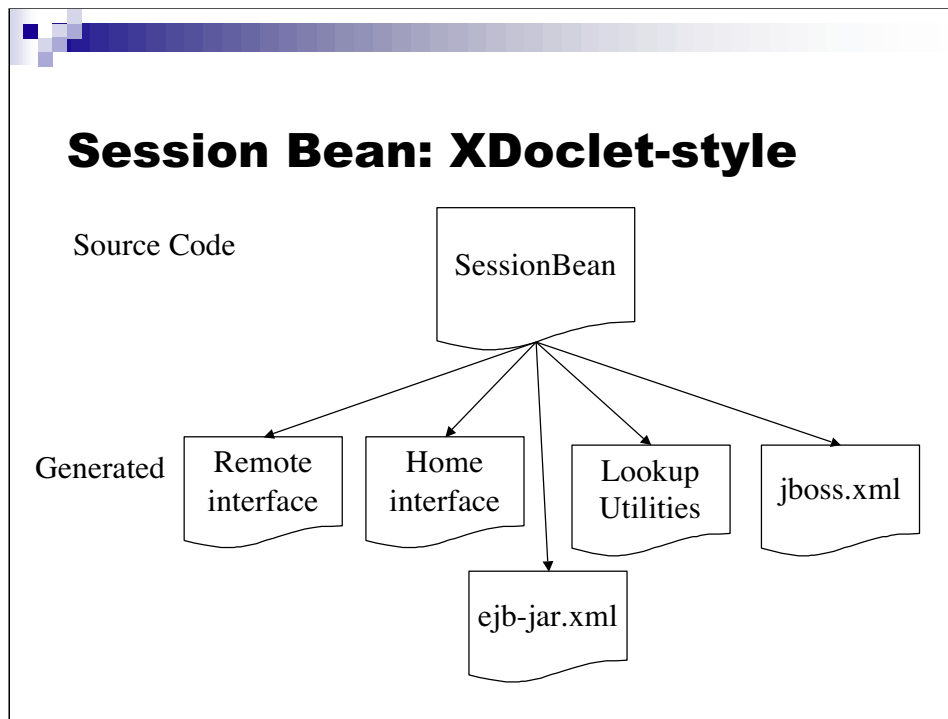 Session Bean: XDoclet-style
Source Code
SessionBean
Generated
Remote
interface
Home
interface
Lookup
Utilities
jboss.xml
ejb-jar.xml